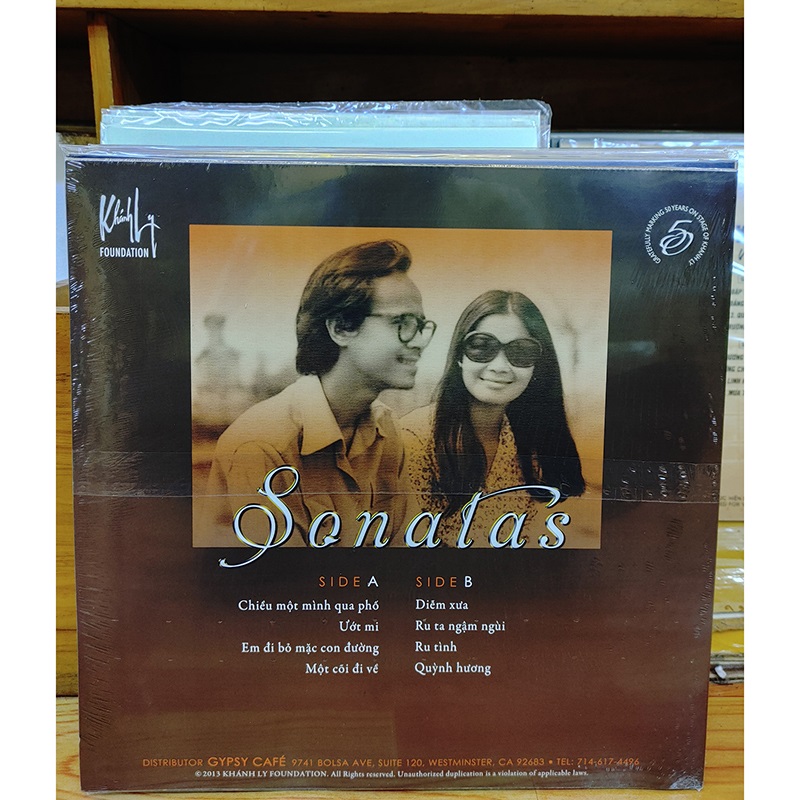 Khánh Ly
FOUNDATION
GRATEFULLY MARKING 50 YEARS ON STAGE OF KHANH LY
50
Sonatas
SIDE A
Chiều một mình qua phố
Ướt mi
Em đi bỏ mặc con đường
Một cõi đi về
SIDE B
Diễm xưa
Ru ta ngậm ngùi
Ru tình
Quỳnh hương
DISTRIBUTOR GYPSY CAFÉ 9741 BOLSA AVE, SUITE 120, WESTMINSTER, CA 92683 • TEL: 714-617-4496
©2013 KHÁNH LY FOUNDATION. All Rights reserved. Unauthorized duplication is a violation of applicable laws.